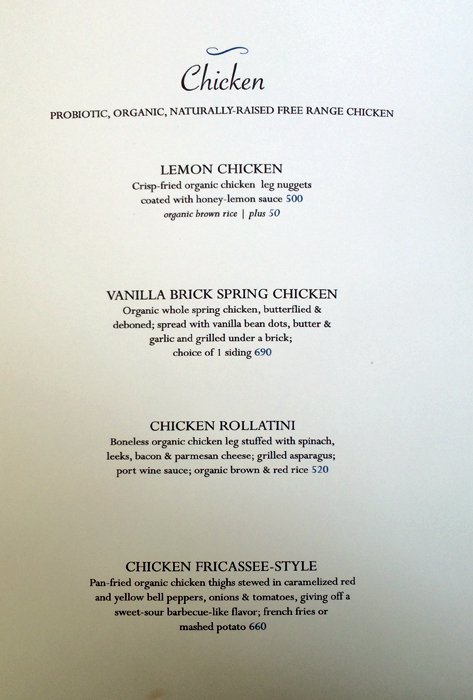 Chicken
PROBIOTIC, ORGANIC, NATURALLY-RAISED FREE RANGE CHICKEN
LEMON CHICKEN
Crisp-fried organic chicken leg nuggets
coated with honey-lemon sauce 500
organic brown rice | plus 50
VANILLA BRICK SPRING CHICKEN
Organic whole spring chicken, butterflied &
deboned; spread with vanilla bean dots, butter &
garlic and grilled under a brick;
choice of 1 siding 690
CHICKEN ROLLATINI
Boneless organic chicken leg stuffed with spinach,
leeks, bacon & parmesan cheese; grilled asparagus;
port wine sauce; organic brown & red rice 520
CHICKEN FRICASSEE-STYLE
Pan-fried organic chicken thighs stewed in caramelized red
and yellow bell peppers, onions & tomatoes, giving off a
sweet-sour barbecue-like flavor; french fries or
mashed potato 660